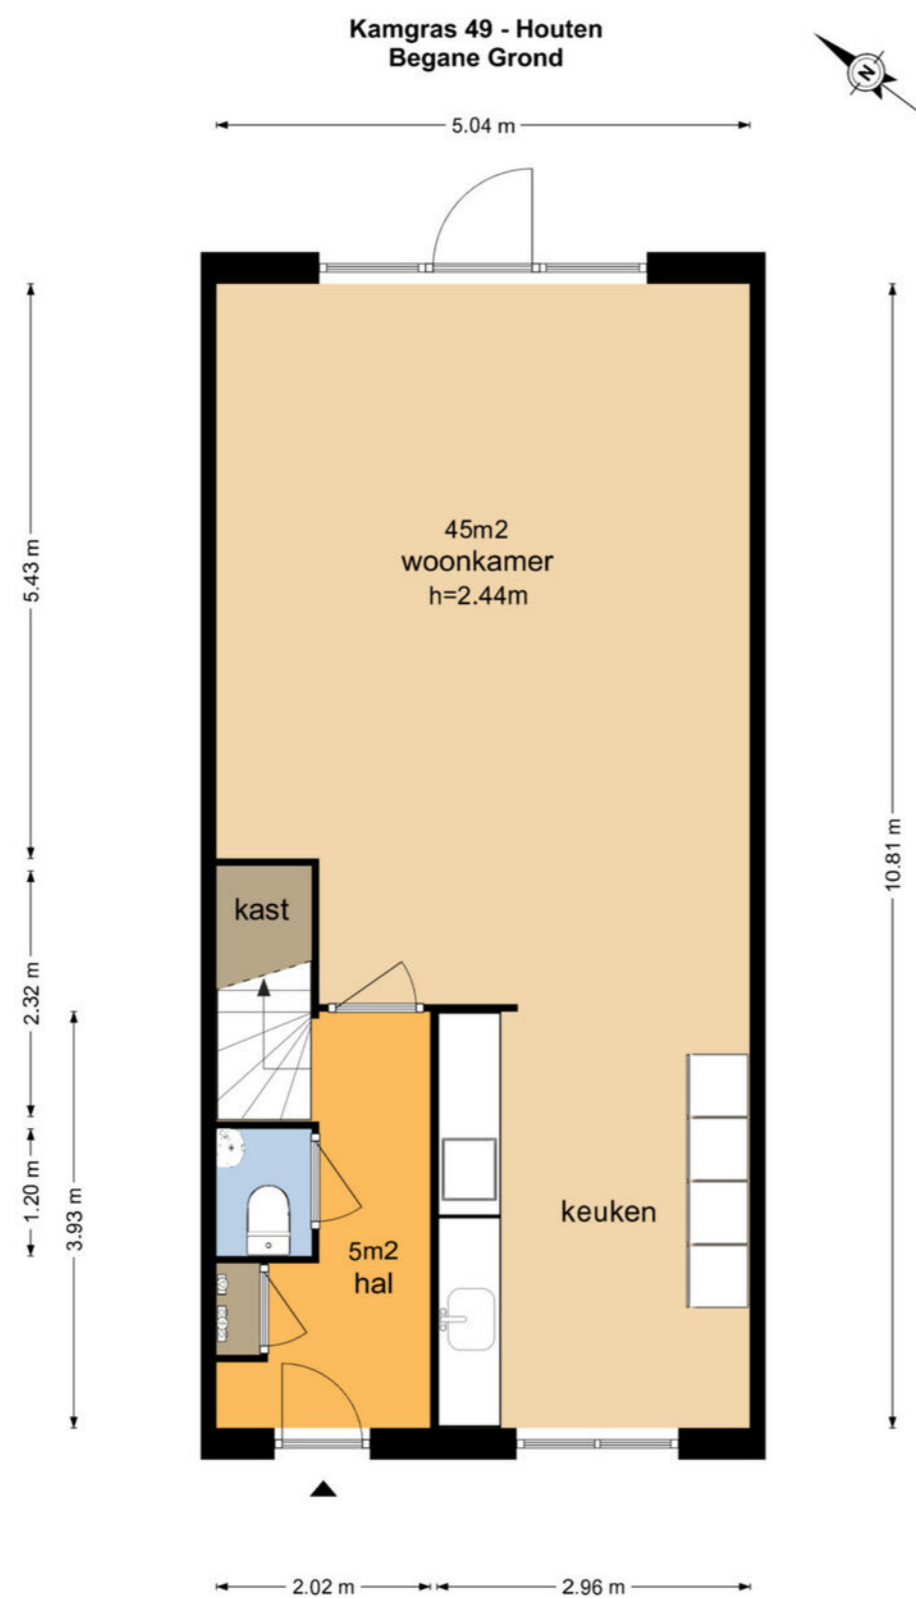 Kamgras 49 - Houten
Begane Grond
N
5.04 m
45m2
woonkamer
h=2.44m
5.43 m
10.81 m
kast
2.32 m
1.20 m
3.93 m
keuken
5m2
hal
2.02 m
2.96 m